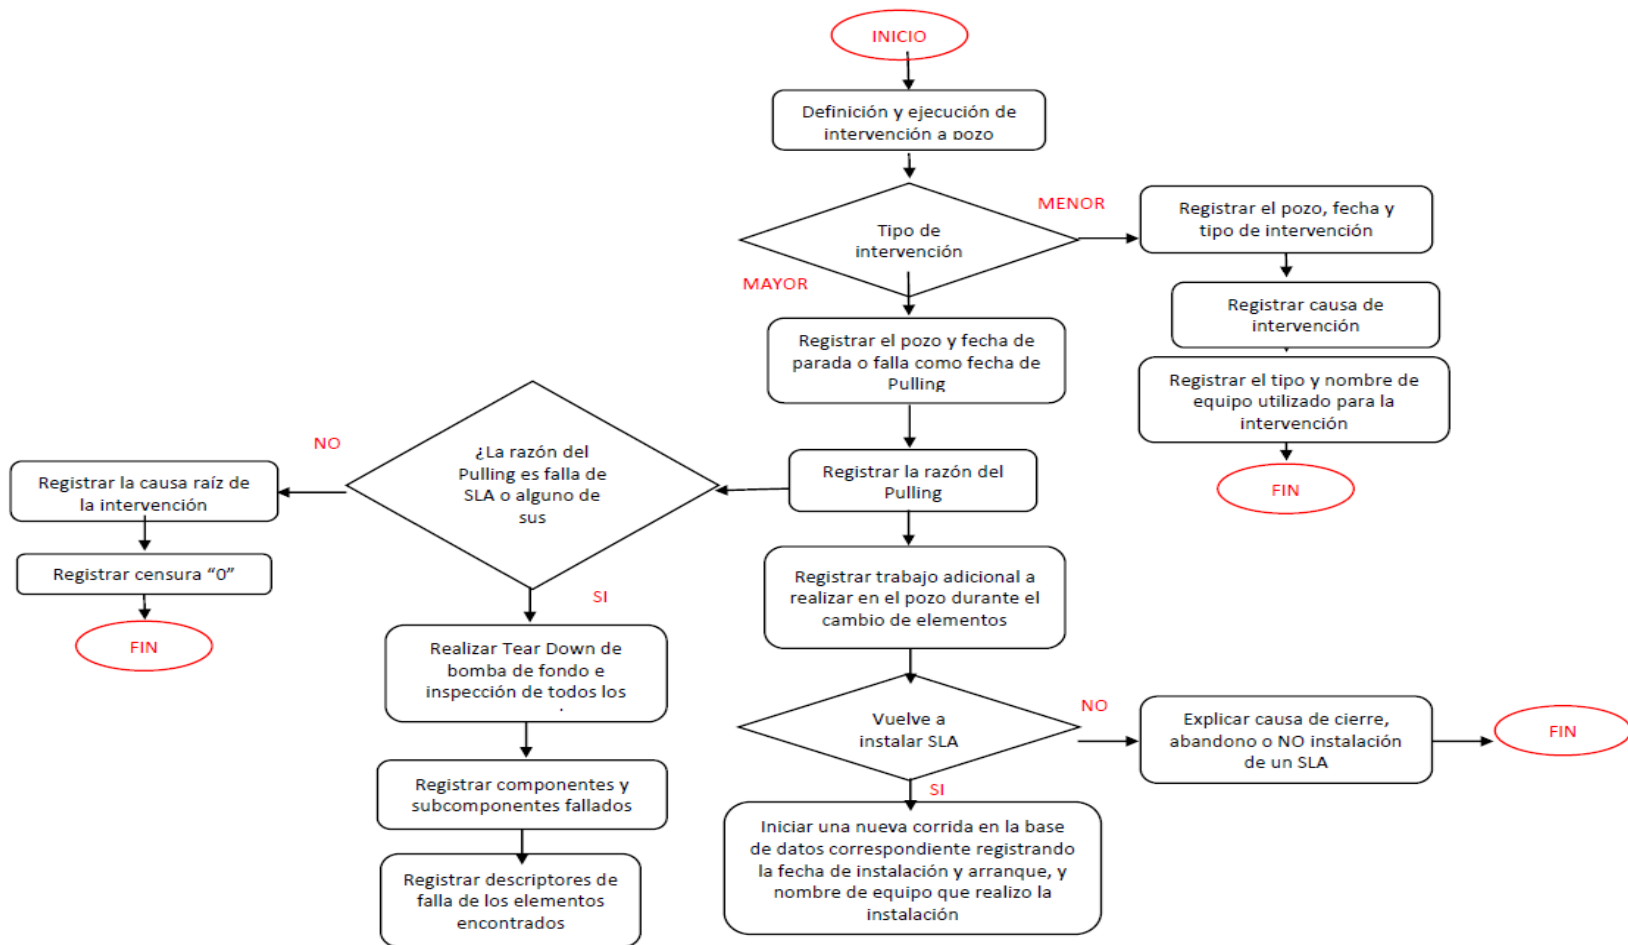 INICIO
Definición y ejecución de
intervención a pozo
Tipo de
intervención
MENOR
Registrar el pozo, fecha y
tipo de intervención
Registrar causa de
intervención
Registrar el tipo y nombre de
equipo utilizado para la
intervención
FIN
MAYOR
Registrar el pozo y fecha de
parada o falla como fecha de
Pulling
Registrar la razón del
Pulling
¿La razón del
Pulling es falla de
SLA o alguno de
sus
NO
Registrar la causa raíz de
la intervención
Registrar censura "0"
FIN
SI
Realizar Tear Down de
bomba de fondo e
inspección de todos los
Registrar componentes y
subcomponentes fallados
Registrar descriptores de
falla de los elementos
encontrados
Registrar trabajo adicional a
realizar en el pozo durante el
cambio de elementos
Vuelve a
instalar SLA
NO
Explicar causa de cierre,
abandono o NO instalación
de un SLA
FIN
SI
Iniciar una nueva corrida en la base
de datos correspondiente registrando
la fecha de instalación y arranque, y
nombre de equipo que realizo la
instalación